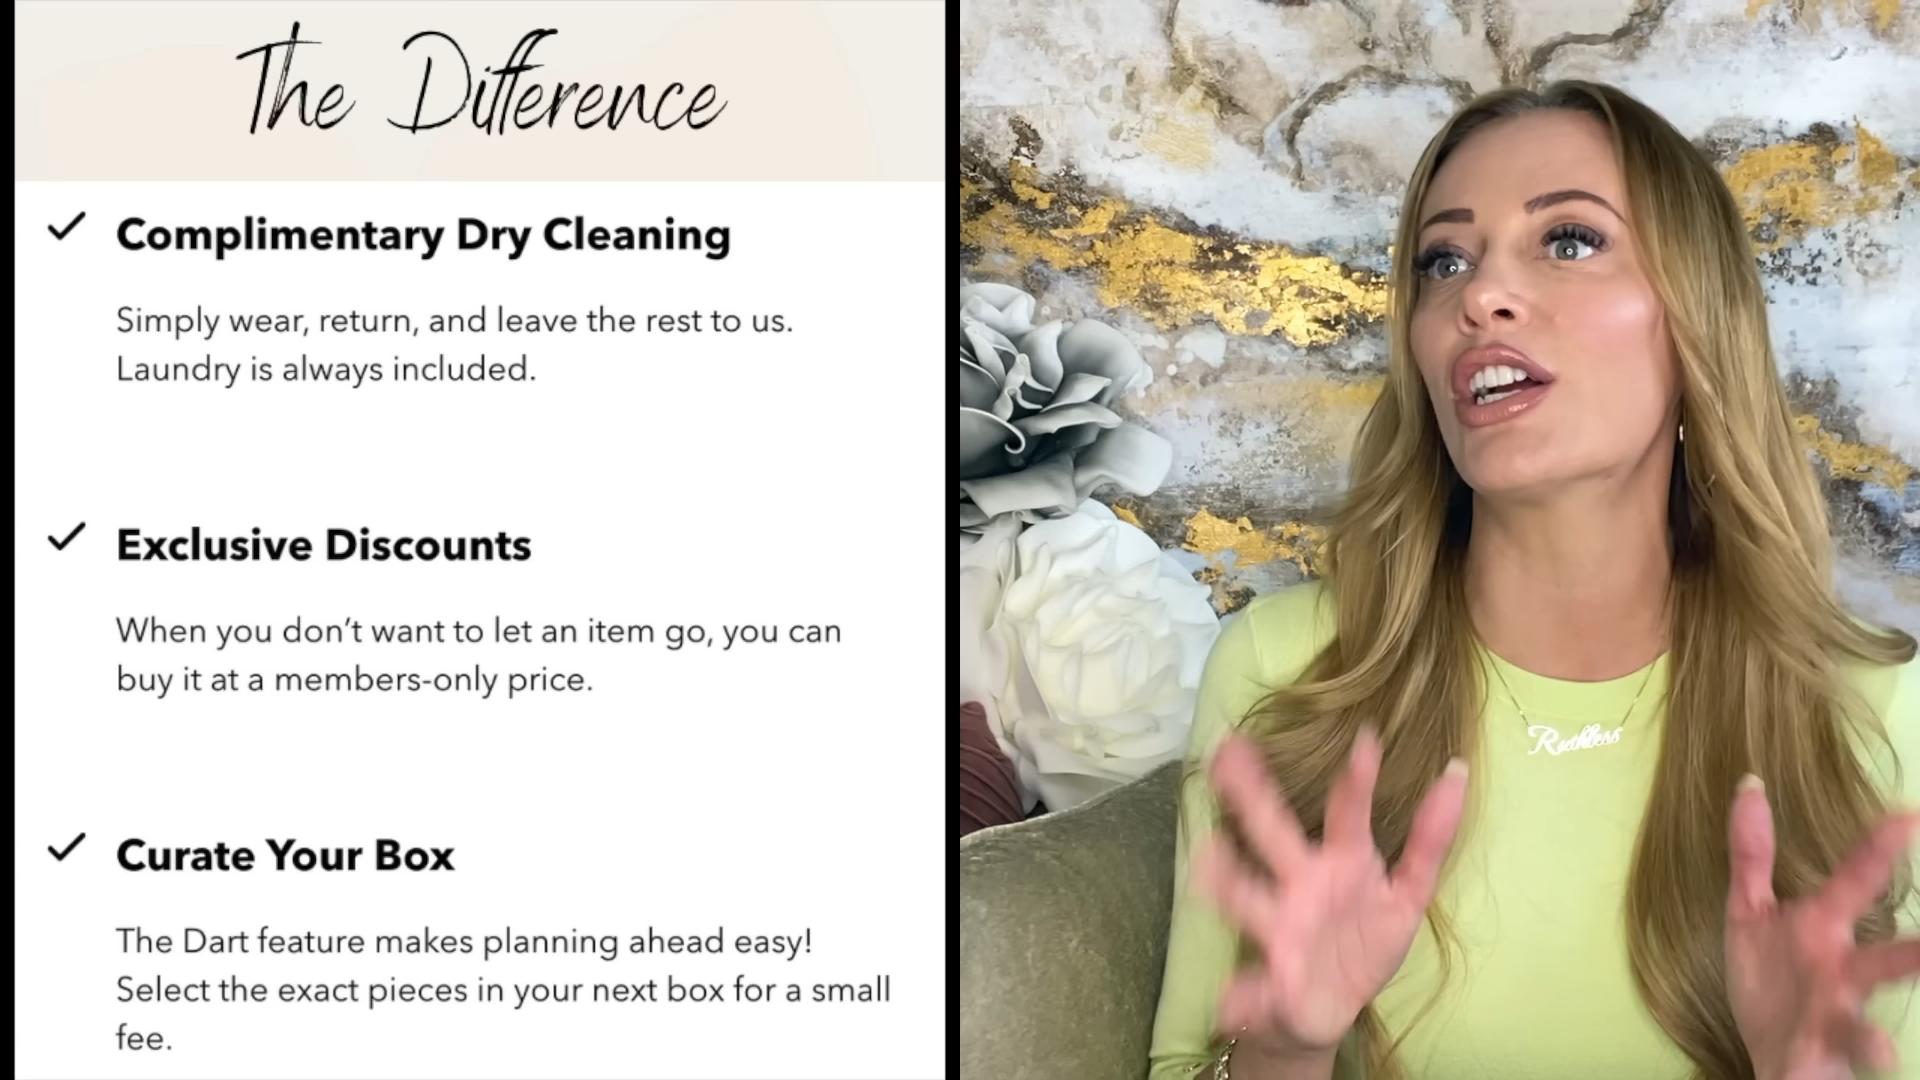 The Difference
Complimentary Dry Cleaning
Simply wear, return, and leave the rest to us.
Laundry is always included.
Exclusive Discounts
When you don’t want to let an item go, you can
buy it at a members-only price.
Curate Your Box
The Dart feature makes planning ahead easy!
Select the exact pieces in your next box for a small
fee.
Ruthless